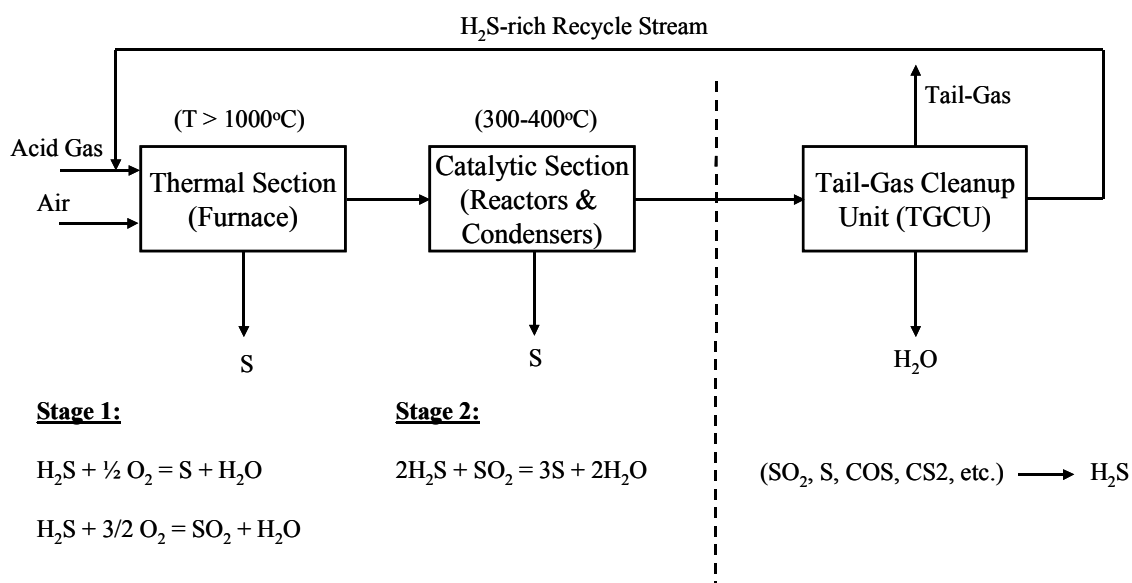 H₂S-rich Recycle Stream
Tail-Gas
(T > 1000ºC)
(300-400ºC)
Acid Gas
Air
Thermal Section
(Furnace)
Catalytic Section
(Reactors &
Condensers)
Tail-Gas Cleanup
Unit (TGCU)
S
S
H₂O
Stage 1:
Stage 2:
H₂S + ½ O₂ = S + H₂O
2H₂S + SO₂ = 3S + 2H₂O
(SO₂, S, COS, CS2, etc.)
H₂S
H₂S + 3/2 O₂ = SO₂ + H₂O